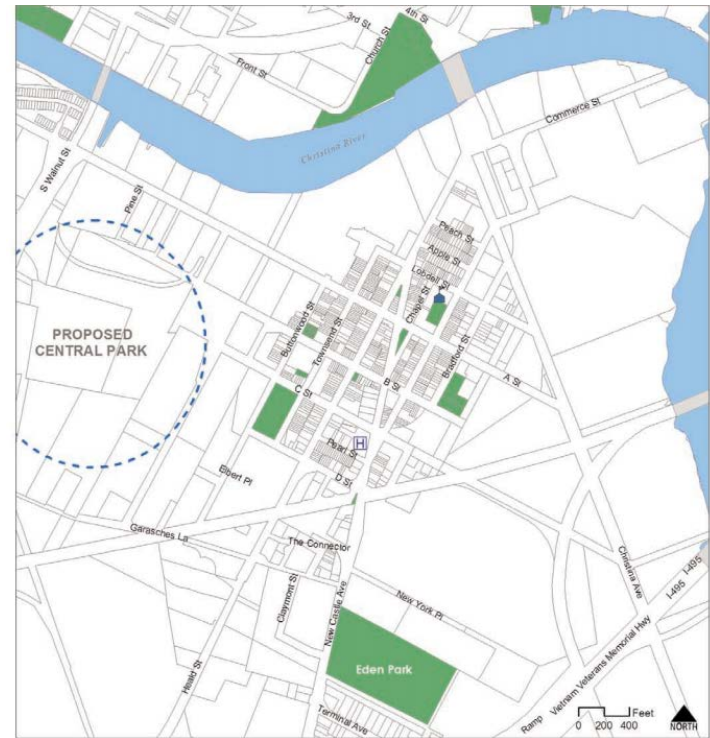 4th St
3rd St
Church St
Front St
Commerce St
Christina River
S Walnut St
Pine St
Peach St
Apple St
Lobdell St
Chapel St
PROPOSED
CENTRAL PARK
Buttonwood St
Townsend St
Bradford St
A St
B St
C St
H
Pearl St
D St
Elbert Pl
Garasches La
The Connector
Claymont St
New Castle Ave
New York Pl
Christina Ave
I-495
I-495
Vietnam Veterans Memorial Hwy
Ramp
Heald St
Eden Park
Terminal Ave
Feet
0 200 400
NORTH